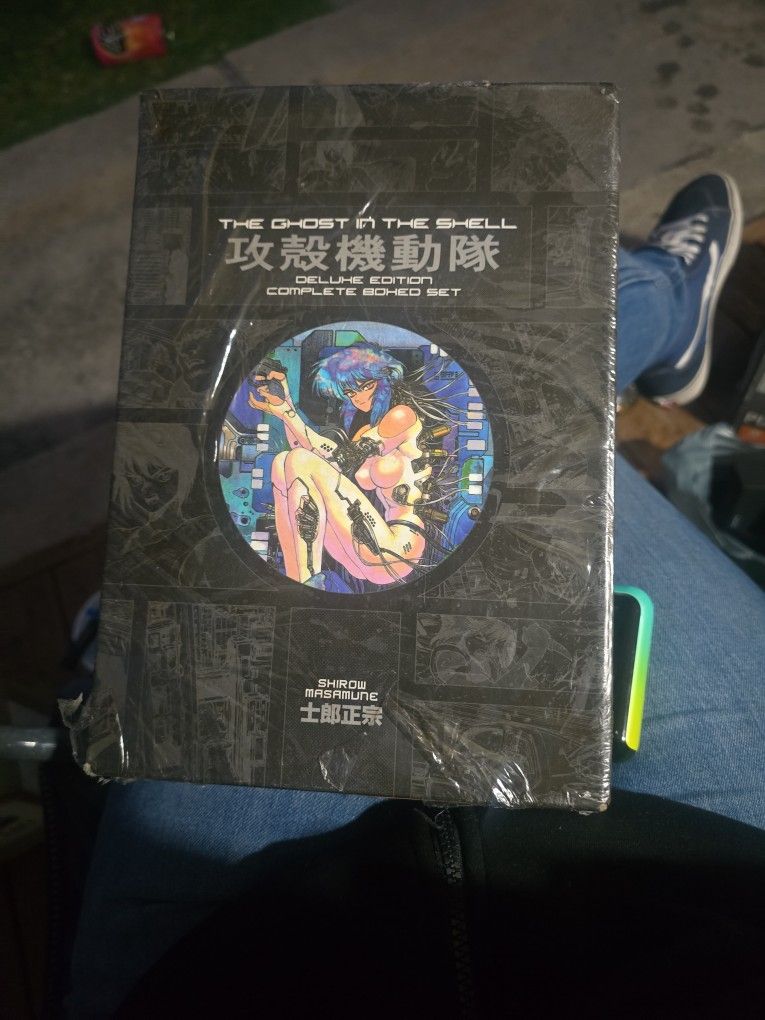 THE GHOST IN THE SHELL
攻殻機動隊
DELUXE EDITION
COMPLETE BOXED SET
SHIROW
MASAMUNE
士郎正宗